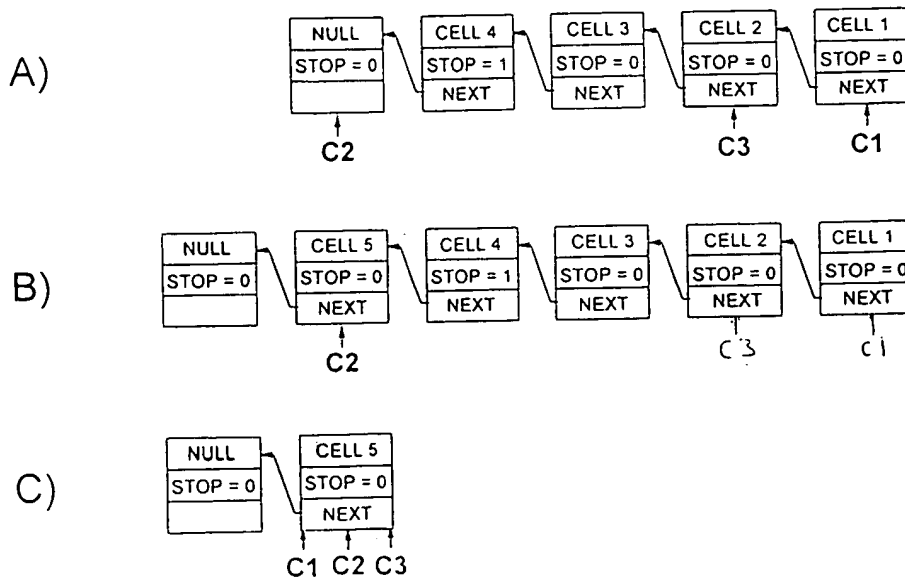 NULL CELL 4 CELL 3 CELL 2 CELL 1
A) STOP = 0 STOP = 1 STOP = 0 STOP = 0 STOP = 0
NEXT NEXT NEXT NEXT
C2 C3 C1
NULL CELL 5 CELL 4 CELL 3 CELL 2 CELL 1
B) STOP = 0 STOP = 0 STOP = 1 STOP = 0 STOP = 0 STOP = 0
NEXT NEXT NEXT NEXT NEXT
C2 C3 C1
NULL CELL 5
C) STOP = 0 STOP = 0
NEXT
C1 C2 C3